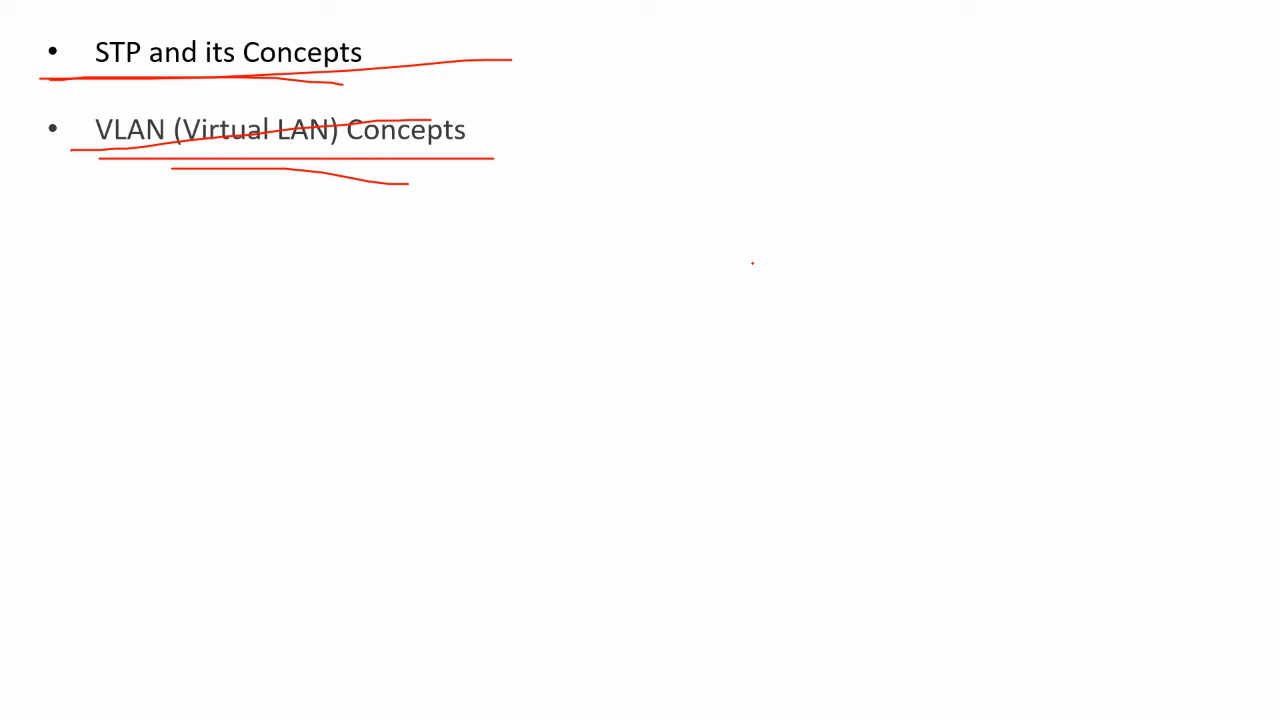 • STP and its Concepts
• VLAN (Virtual LAN) Concepts